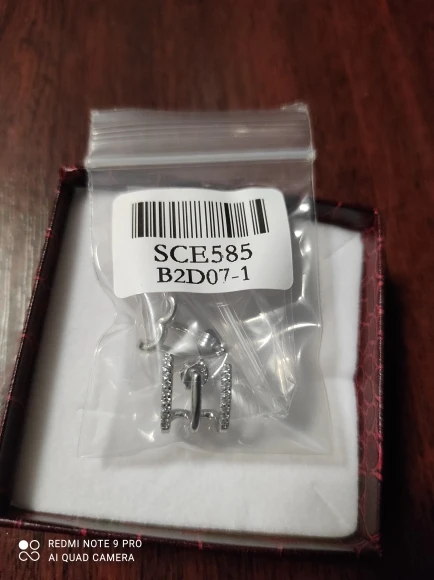 SCE585
B2D07-1
REDMI NOTE 9 PRO
AI QUAD CAMERA